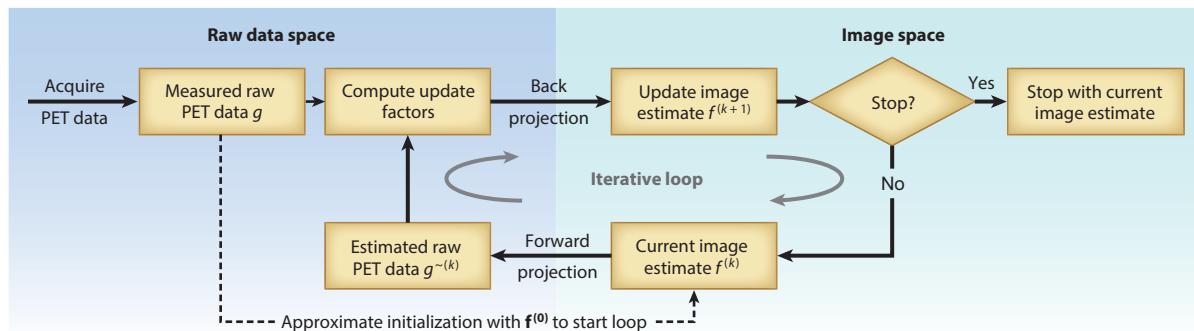 Raw data space
Image space
Acquire
PET data
Measured raw
PET data g
Compute update
factors
Back
projection
Update image
estimate f^(k + 1)
Stop?
Yes
Stop with current
image estimate
No
Iterative loop
Estimated raw
PET data g^~(k)
Forward
projection
Current image
estimate f^(k)
Approximate initialization with f^(0) to start loop